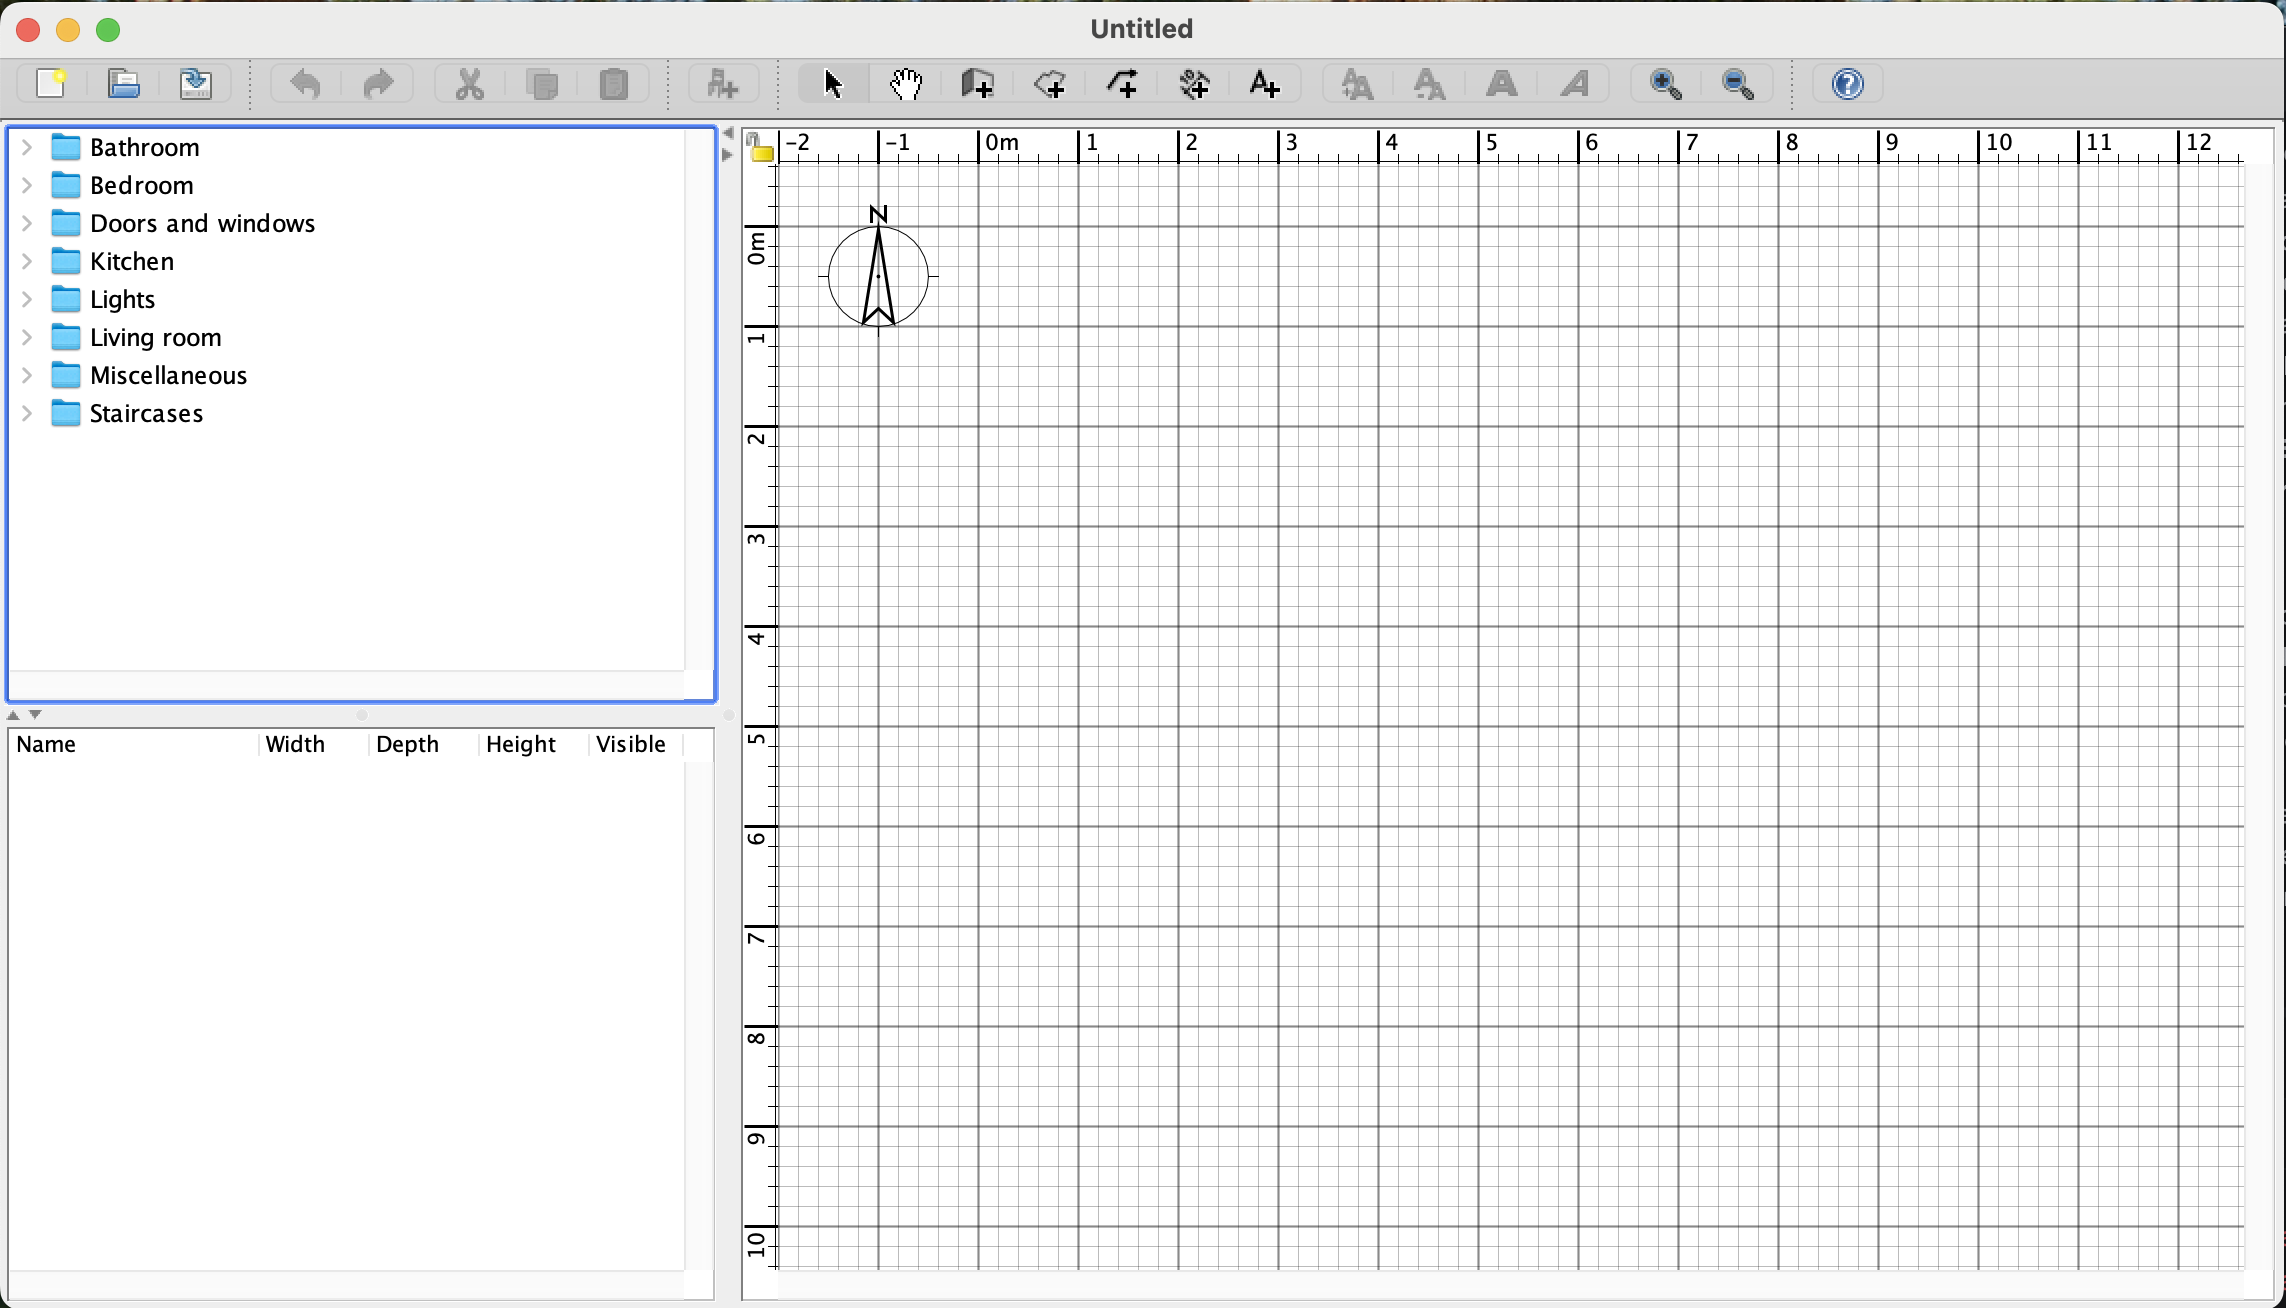 Untitled
Bathroom
Bedroom
Doors and windows
Kitchen
Lights
Living room
Miscellaneous
Staircases
Name Width Depth Height Visible
-2 -1 0m 1 2 3 4 5 6 7 8 9 10 11 12
N
0m
1
2
3
4
5
6
7
8
9
10